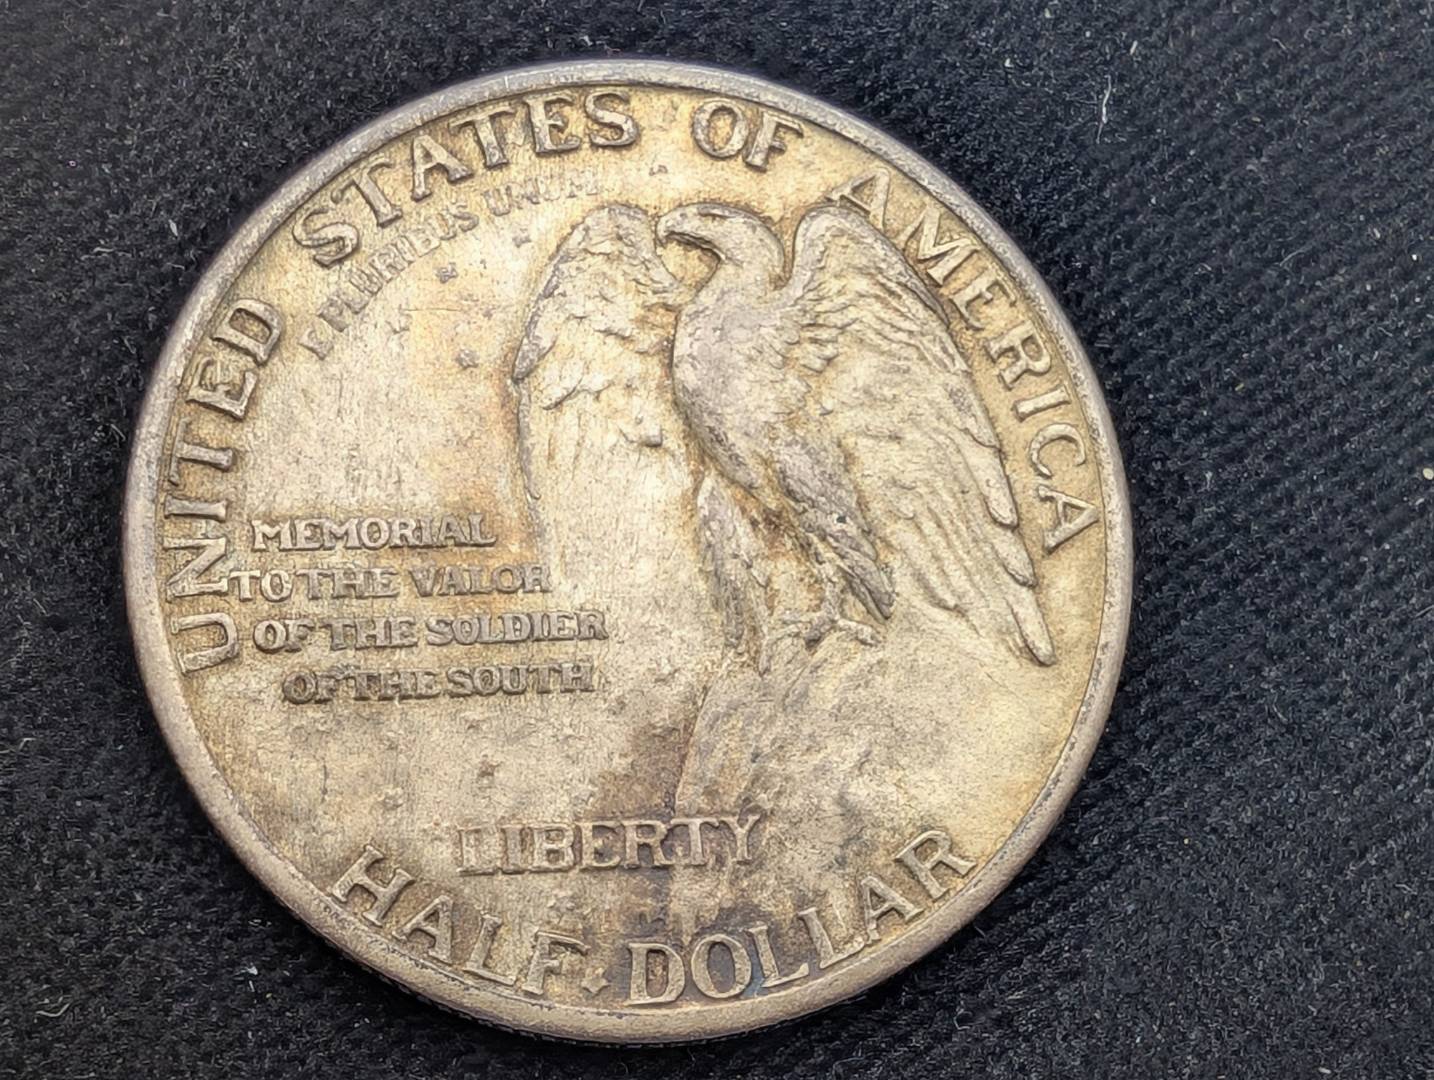 UNITED STATES OF AMERICA
E PLURIBUS UNUM
MEMORIAL
TO THE VALOR
OF THE SOLDIER
OF THE SOUTH
LIBERTY
HALF DOLLAR